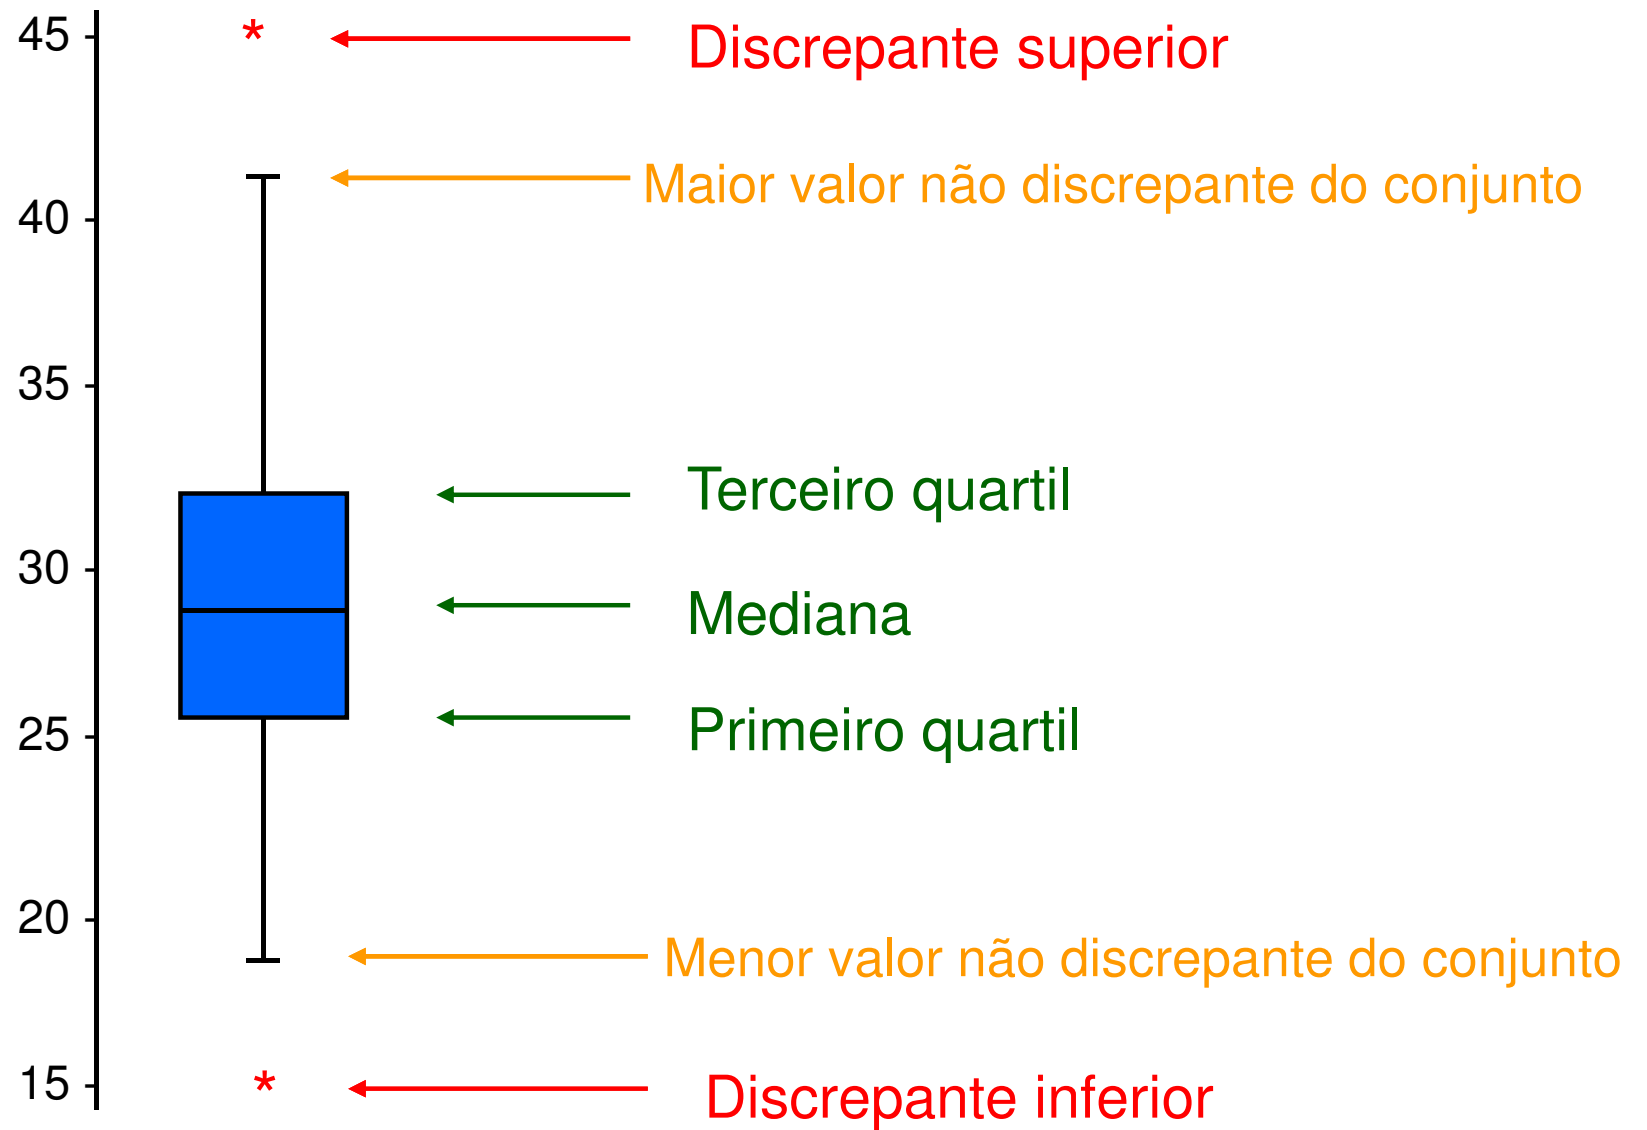 45
*
Discrepante superior
Maior valor não discrepante do conjunto
40
35
Terceiro quartil
30
Mediana
Primeiro quartil
25
20
Menor valor não discrepante do conjunto
15
*
Discrepante inferior